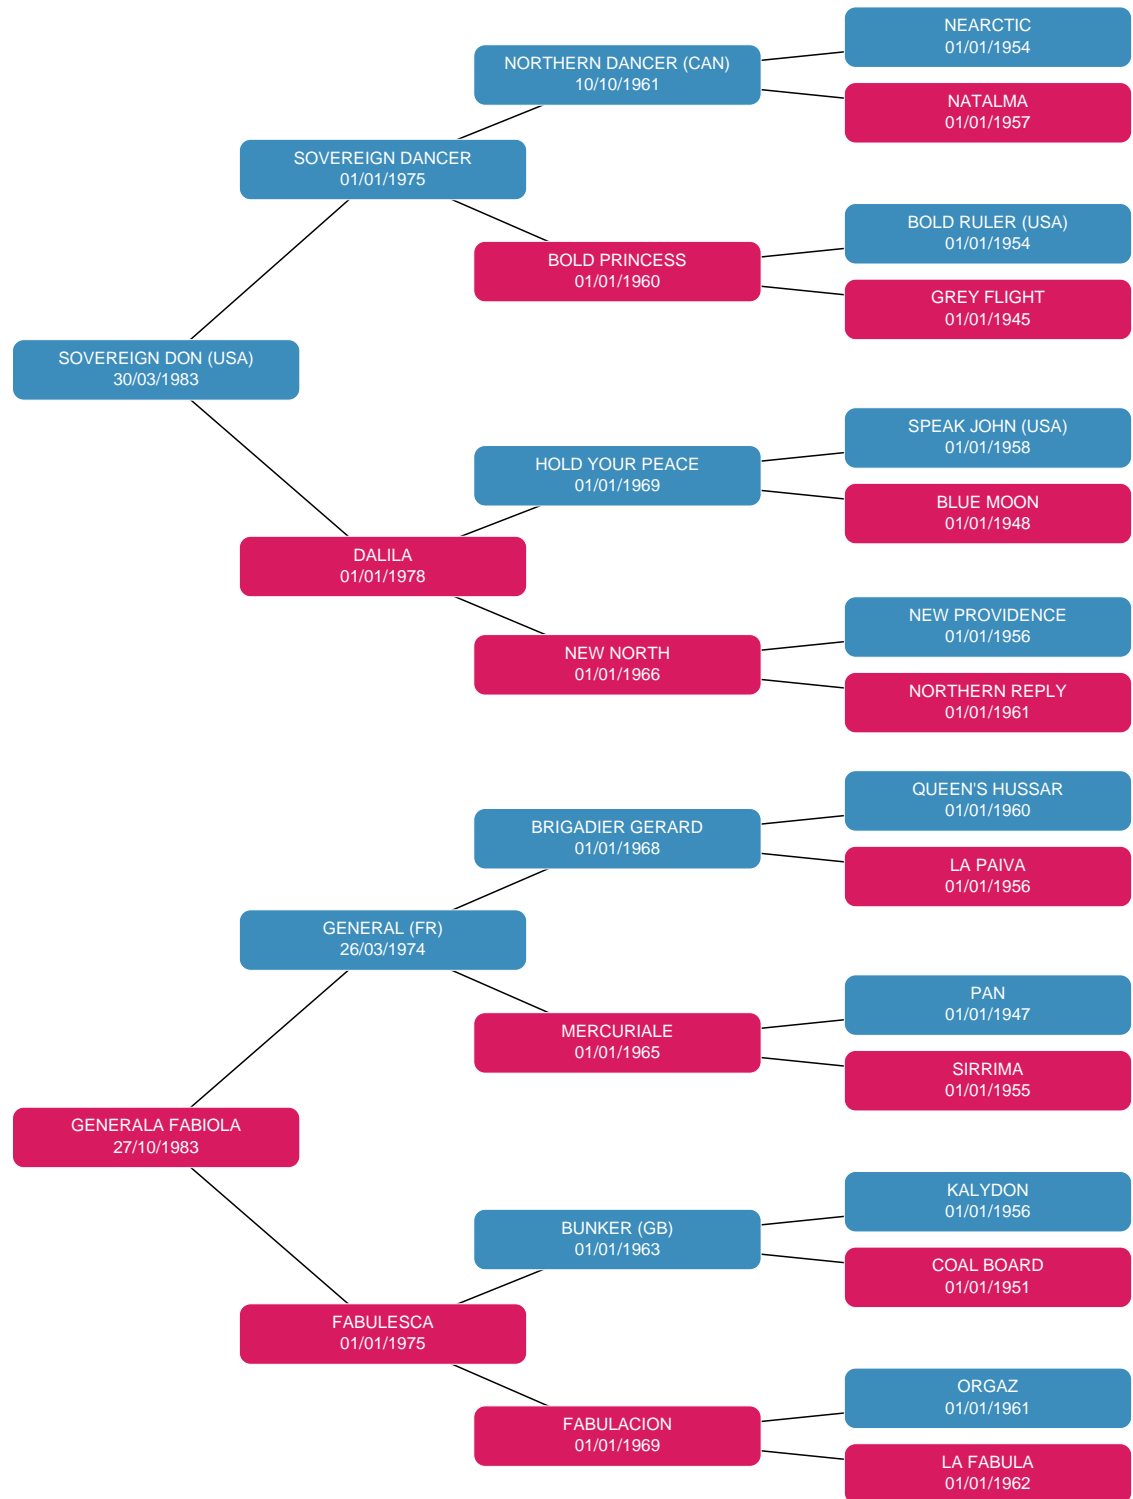 NEARCTIC
01/01/1954
NORTHERN DANCER (CAN)
10/10/1961
NATALMA
01/01/1957
SOVEREIGN DANCER
01/01/1975
BOLD RULER (USA)
01/01/1954
BOLD PRINCESS
01/01/1960
GREY FLIGHT
01/01/1945
SOVEREIGN DON (USA)
30/03/1983
SPEAK JOHN (USA)
01/01/1958
HOLD YOUR PEACE
01/01/1969
BLUE MOON
01/01/1948
DALILA
01/01/1978
NEW PROVIDENCE
01/01/1956
NEW NORTH
01/01/1966
NORTHERN REPLY
01/01/1961
QUEEN'S HUSSAR
01/01/1960
BRIGADIER GERARD
01/01/1968
LA PAIVA
01/01/1956
GENERAL (FR)
26/03/1974
PAN
01/01/1947
MERCURIALE
01/01/1965
SIRRIMA
01/01/1955
GENERALA FABIOLA
27/10/1983
KALYDON
01/01/1956
BUNKER (GB)
01/01/1963
COAL BOARD
01/01/1951
FABULESCA
01/01/1975
ORGAZ
01/01/1961
FABULACION
01/01/1969
LA FABULA
01/01/1962